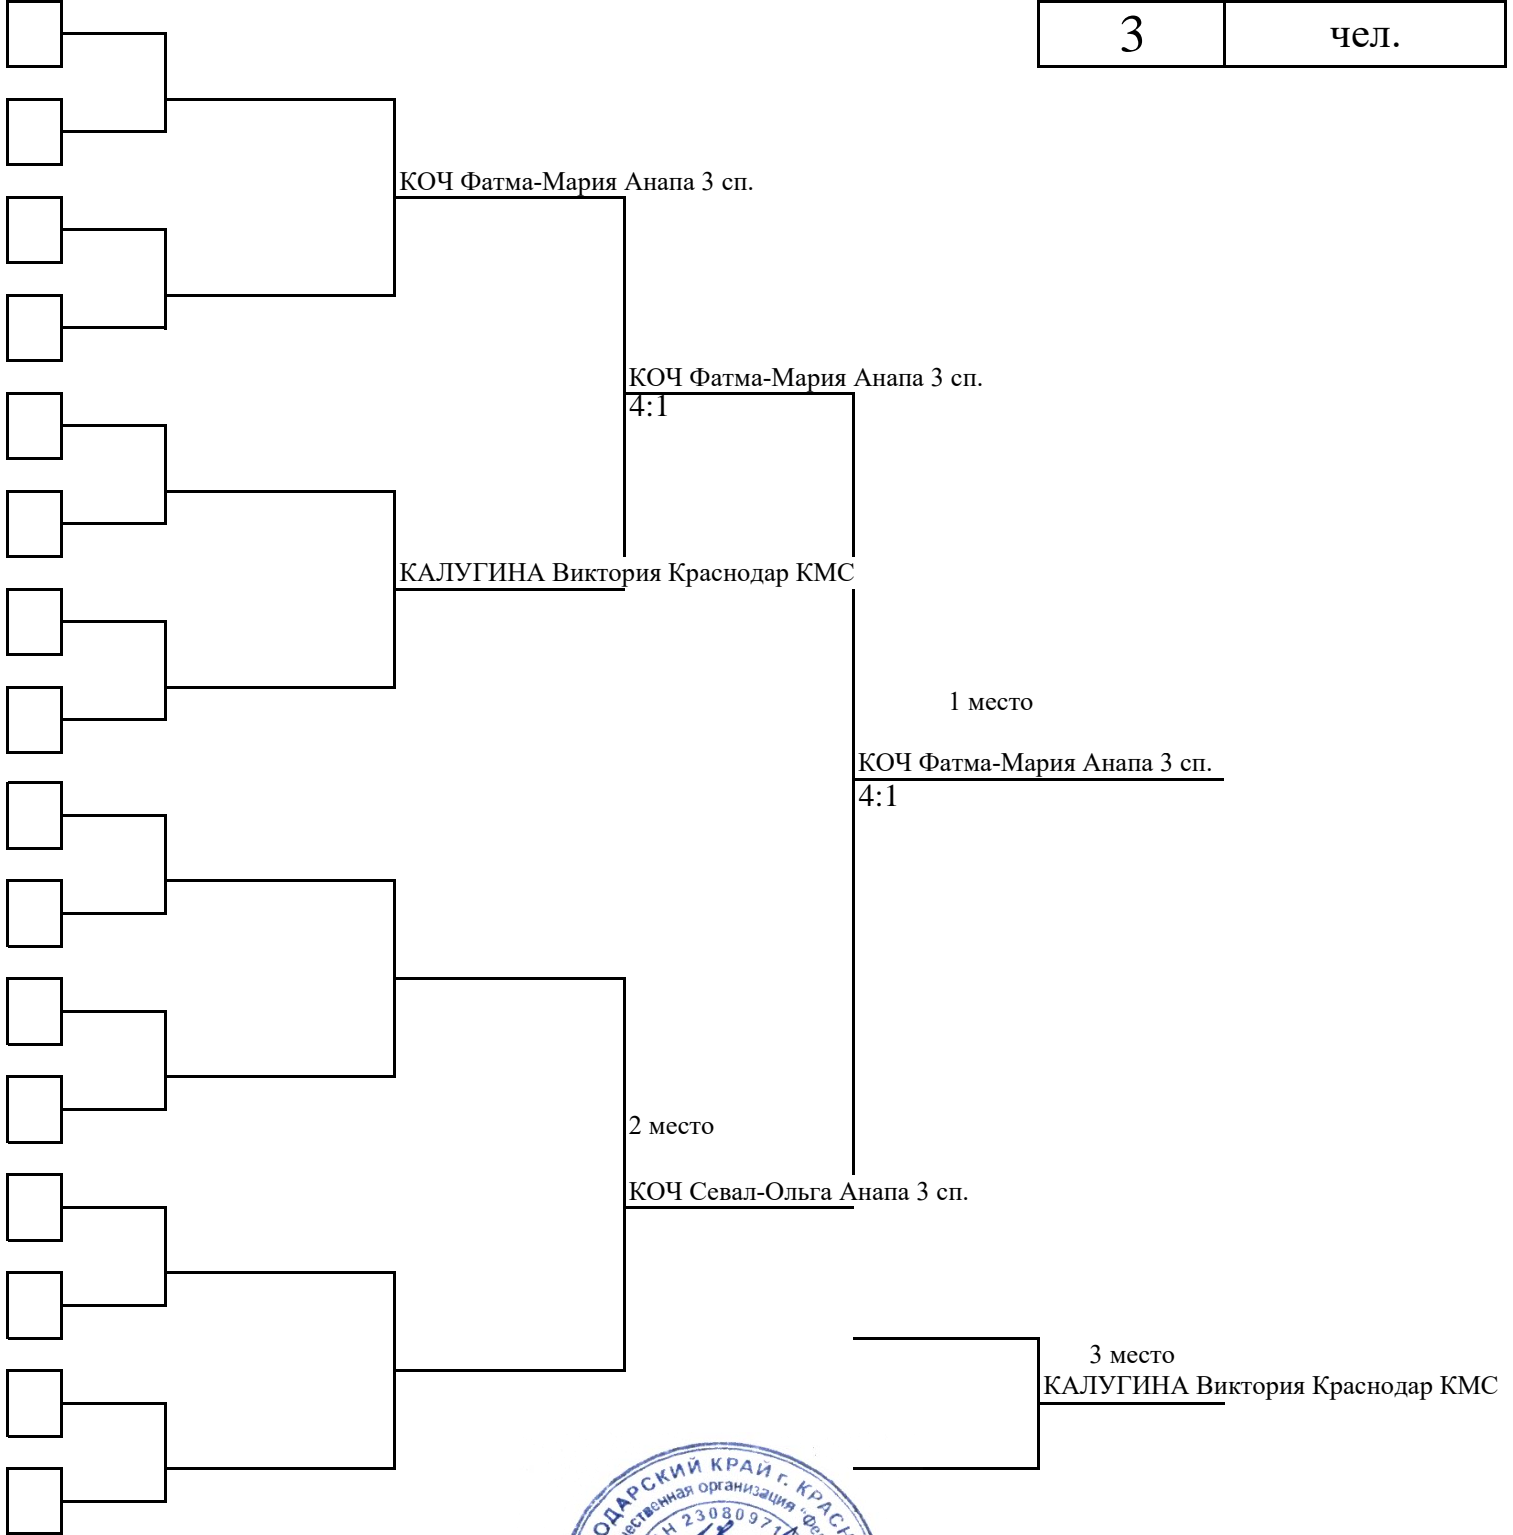 3 чел.
КОЧ Фатма-Мария Анапа 3 сп.
КОЧ Фатма-Мария Анапа 3 сп.
4:1
КАЛУГИНА Виктория Краснодар КМС
1 место
КОЧ Фатма-Мария Анапа 3 сп.
4:1
2 место
КОЧ Севал-Ольга Анапа 3 сп.
3 место
КАЛУГИНА Виктория Краснодар КМС
КРАЙ г.
организация